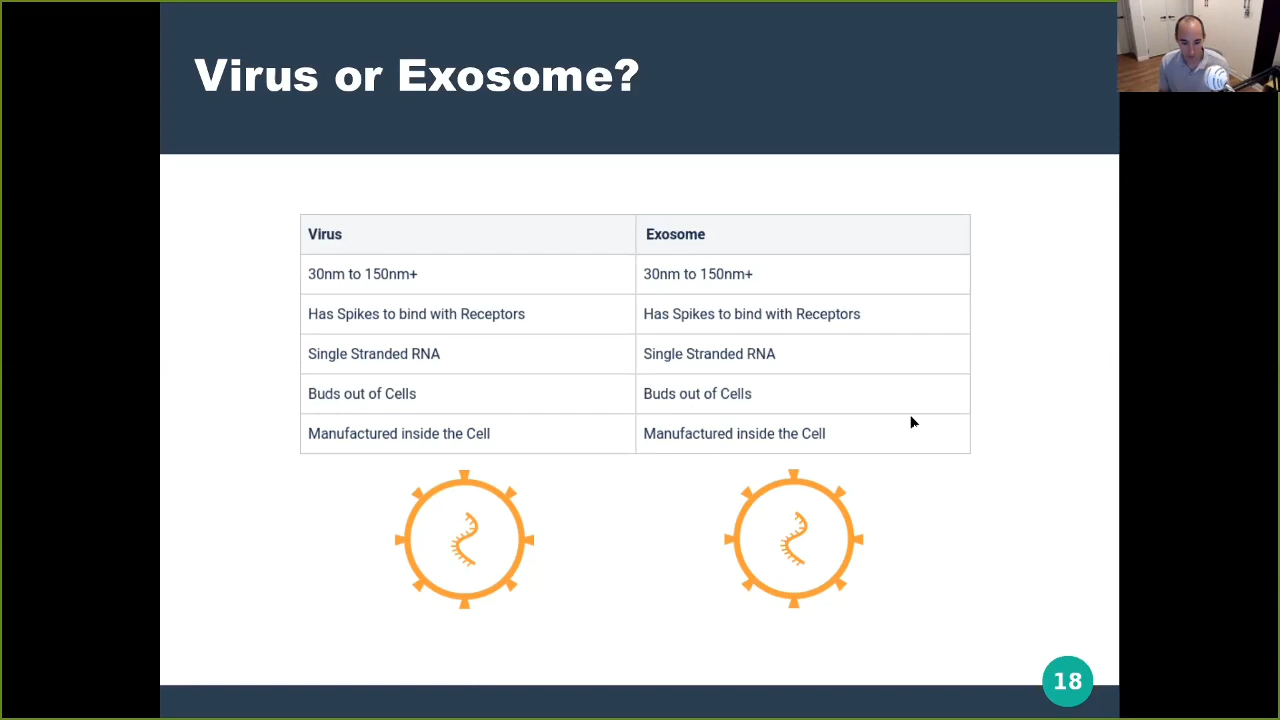 Virus or Exosome?
Virus Exosome
30nm to 150nm+ 30nm to 150nm+
Has Spikes to bind with Receptors Has Spikes to bind with Receptors
Single Stranded RNA Single Stranded RNA
Buds out of Cells Buds out of Cells
Manufactured inside the Cell Manufactured inside the Cell
18